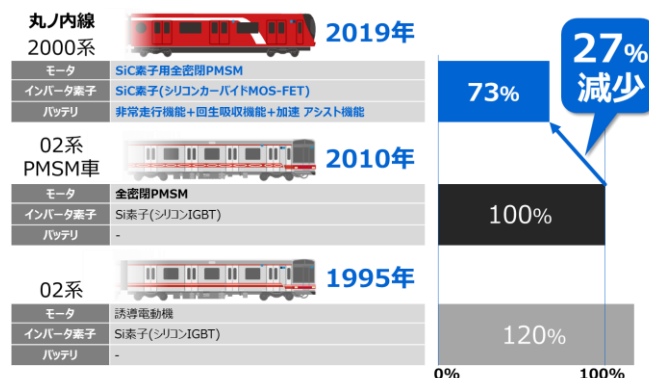 丸ノ内線
2000系
2019年
モータ SiC素子用全密閉PMSM
インバータ素子 SiC素子(シリコンカーバイドMOS-FET)
バッテリ 非常走行機能+回生吸収機能+加速 アシスト機能
73%
27%
減少
02系
PMSM車
2010年
モータ 全密閉PMSM
インバータ素子 Si素子(シリコンIGBT)
バッテリ -
100%
02系
1995年
モータ 誘導電動機
インバータ素子 Si素子(シリコンIGBT)
バッテリ -
120%
0% 100%